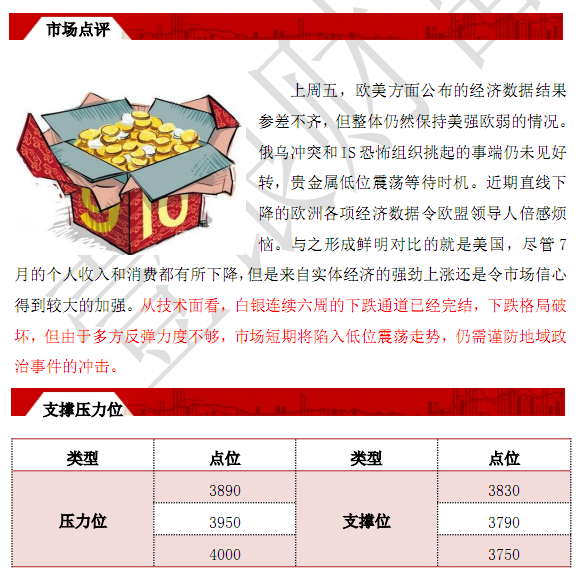 市场点评
上周五，欧美方面公布的经济数据结果
参差不齐，但整体仍然保持美强欧弱的情况。
俄乌冲突和IS恐怖组织挑起的事端仍未见好
转，贵金属低位震荡等待时机。近期直线下
降的欧洲各项经济数据令欧盟领导人倍感烦
恼。与之形成鲜明对比的就是美国，尽管7
月的个人收入和消费都有所下降,但是来自实体经济的强劲上涨还是令市场信心
得到较大的加强。从技术面看，白银连续六周的下跌通道已经完结，下跌格局破
坏，但由于多方反弹力度不够，市场短期将陷入低位震荡走势，仍需谨防地域政
治事件的冲击。
支撑压力位
类型 点位 类型 点位
3890 3830
压力位 3950 支撑位 3790
4000 3750